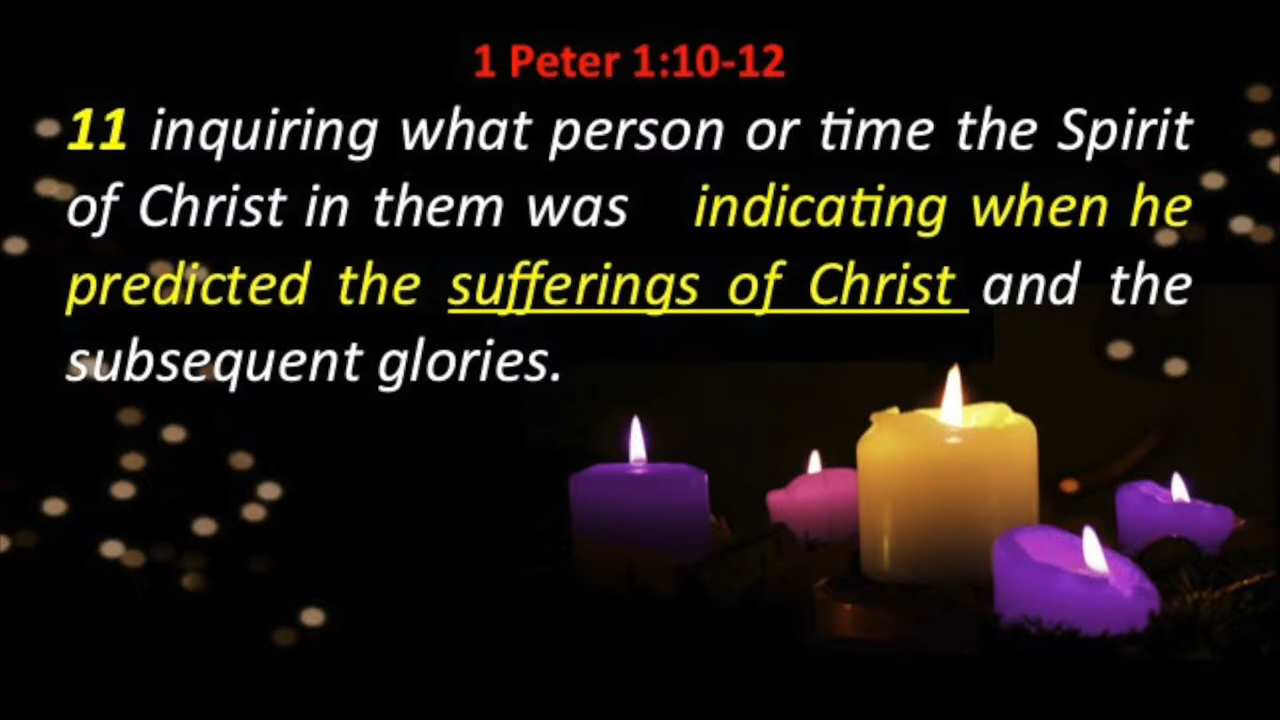 1 Peter 1:10-12
11 inquiring what person or time the Spirit
of Christ in them was indicating when he
predicted the sufferings of Christ and the
subsequent glories.